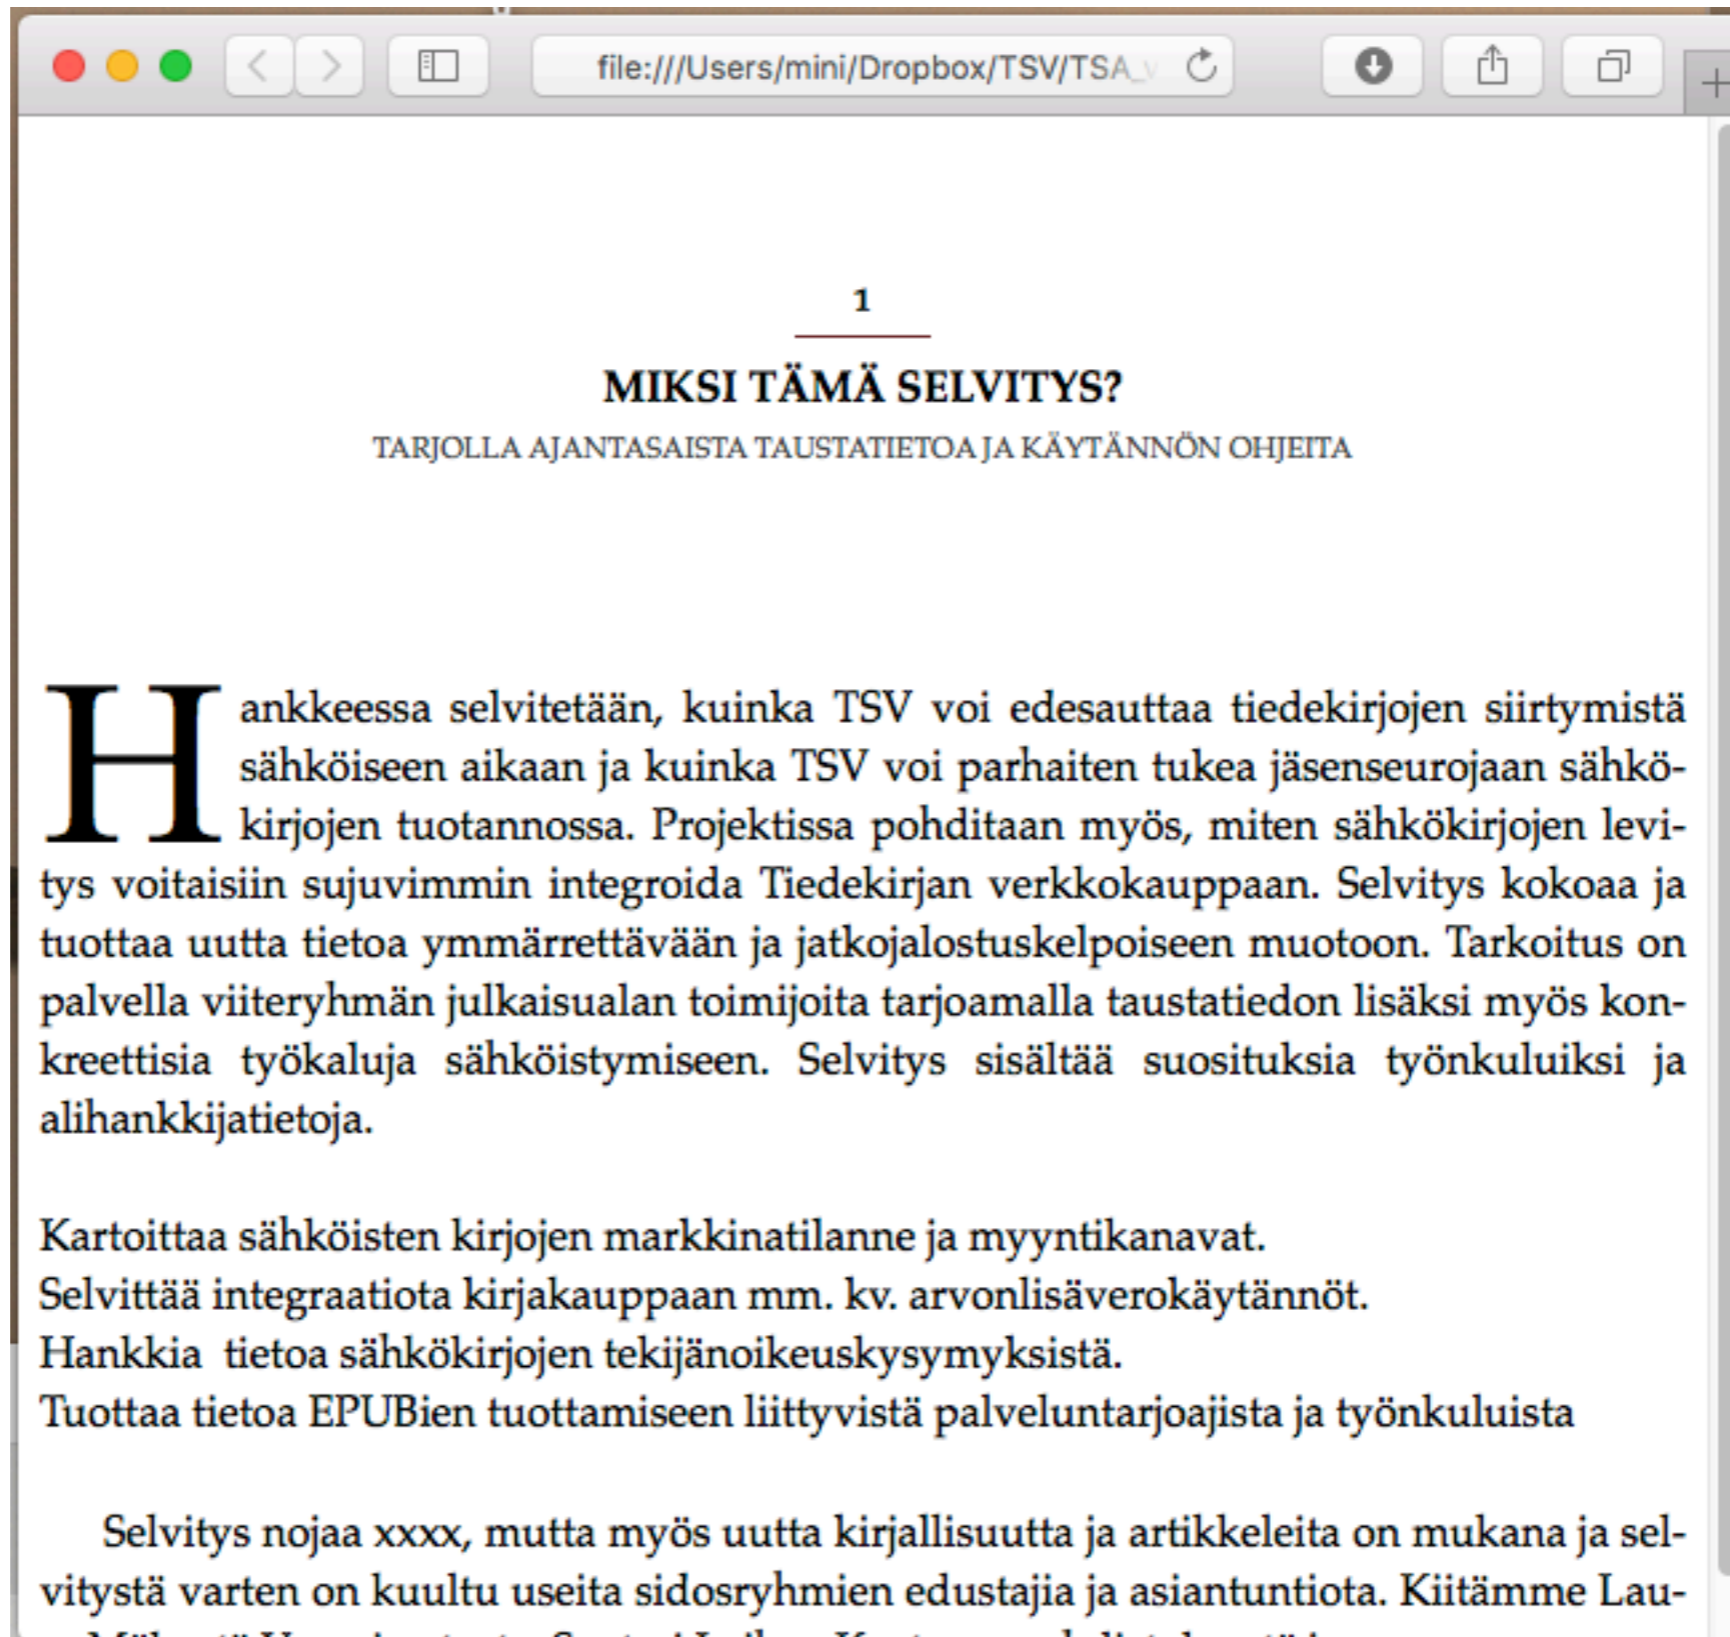 file:///Users/mini/Dropbox/TSV/TSA_v
1
MIKSI TÄMÄ SELVITYS?
TARJOLLA AJANTASAISTA TAUSTATIETOA JA KÄYTÄNNÖN OHJEITA
Hankkeessa selvitetään, kuinka TSV voi edesauttaa tiedekirjojen siirtymistä
sähköiseen aikaan ja kuinka TSV voi parhaiten tukea jäsenseurojaan sähkö-
kirjojen tuotannossa. Projektissa pohditaan myös, miten sähkökirjojen levi-
tys voitaisiin sujuvimmin integroida Tiedekirjan verkkokauppaan. Selvitys kokoaa ja
tuottaa uutta tietoa ymmärrettävään ja jatkojalostuskelpoiseen muotoon. Tarkoitus on
palvella viiteryhmän julkaisualan toimijoita tarjoamalla taustatiedon lisäksi myös kon-
kreettisia työkaluja sähköistymiseen. Selvitys sisältää suosituksia työnkuluiksi ja
alihankkijatietoja.
Kartoittaa sähköisten kirjojen markkinatilanne ja myyntikanavat.
Selvittää integraatiota kirjakauppaan mm. kv. arvonlisäverokäytännöt.
Hankkia tietoa sähkökirjojen tekijänoikeuskysymyksistä.
Tuottaa tietoa EPUBien tuottamiseen liittyvistä palveluntarjoajista ja työnkuluista
Selvitys nojaa xxxx, mutta myös uutta kirjallisuutta ja artikkeleita on mukana ja sel-
vitystä varten on kuultu useita sidosryhmien edustajia ja asiantuntiota. Kiitämme Lau-